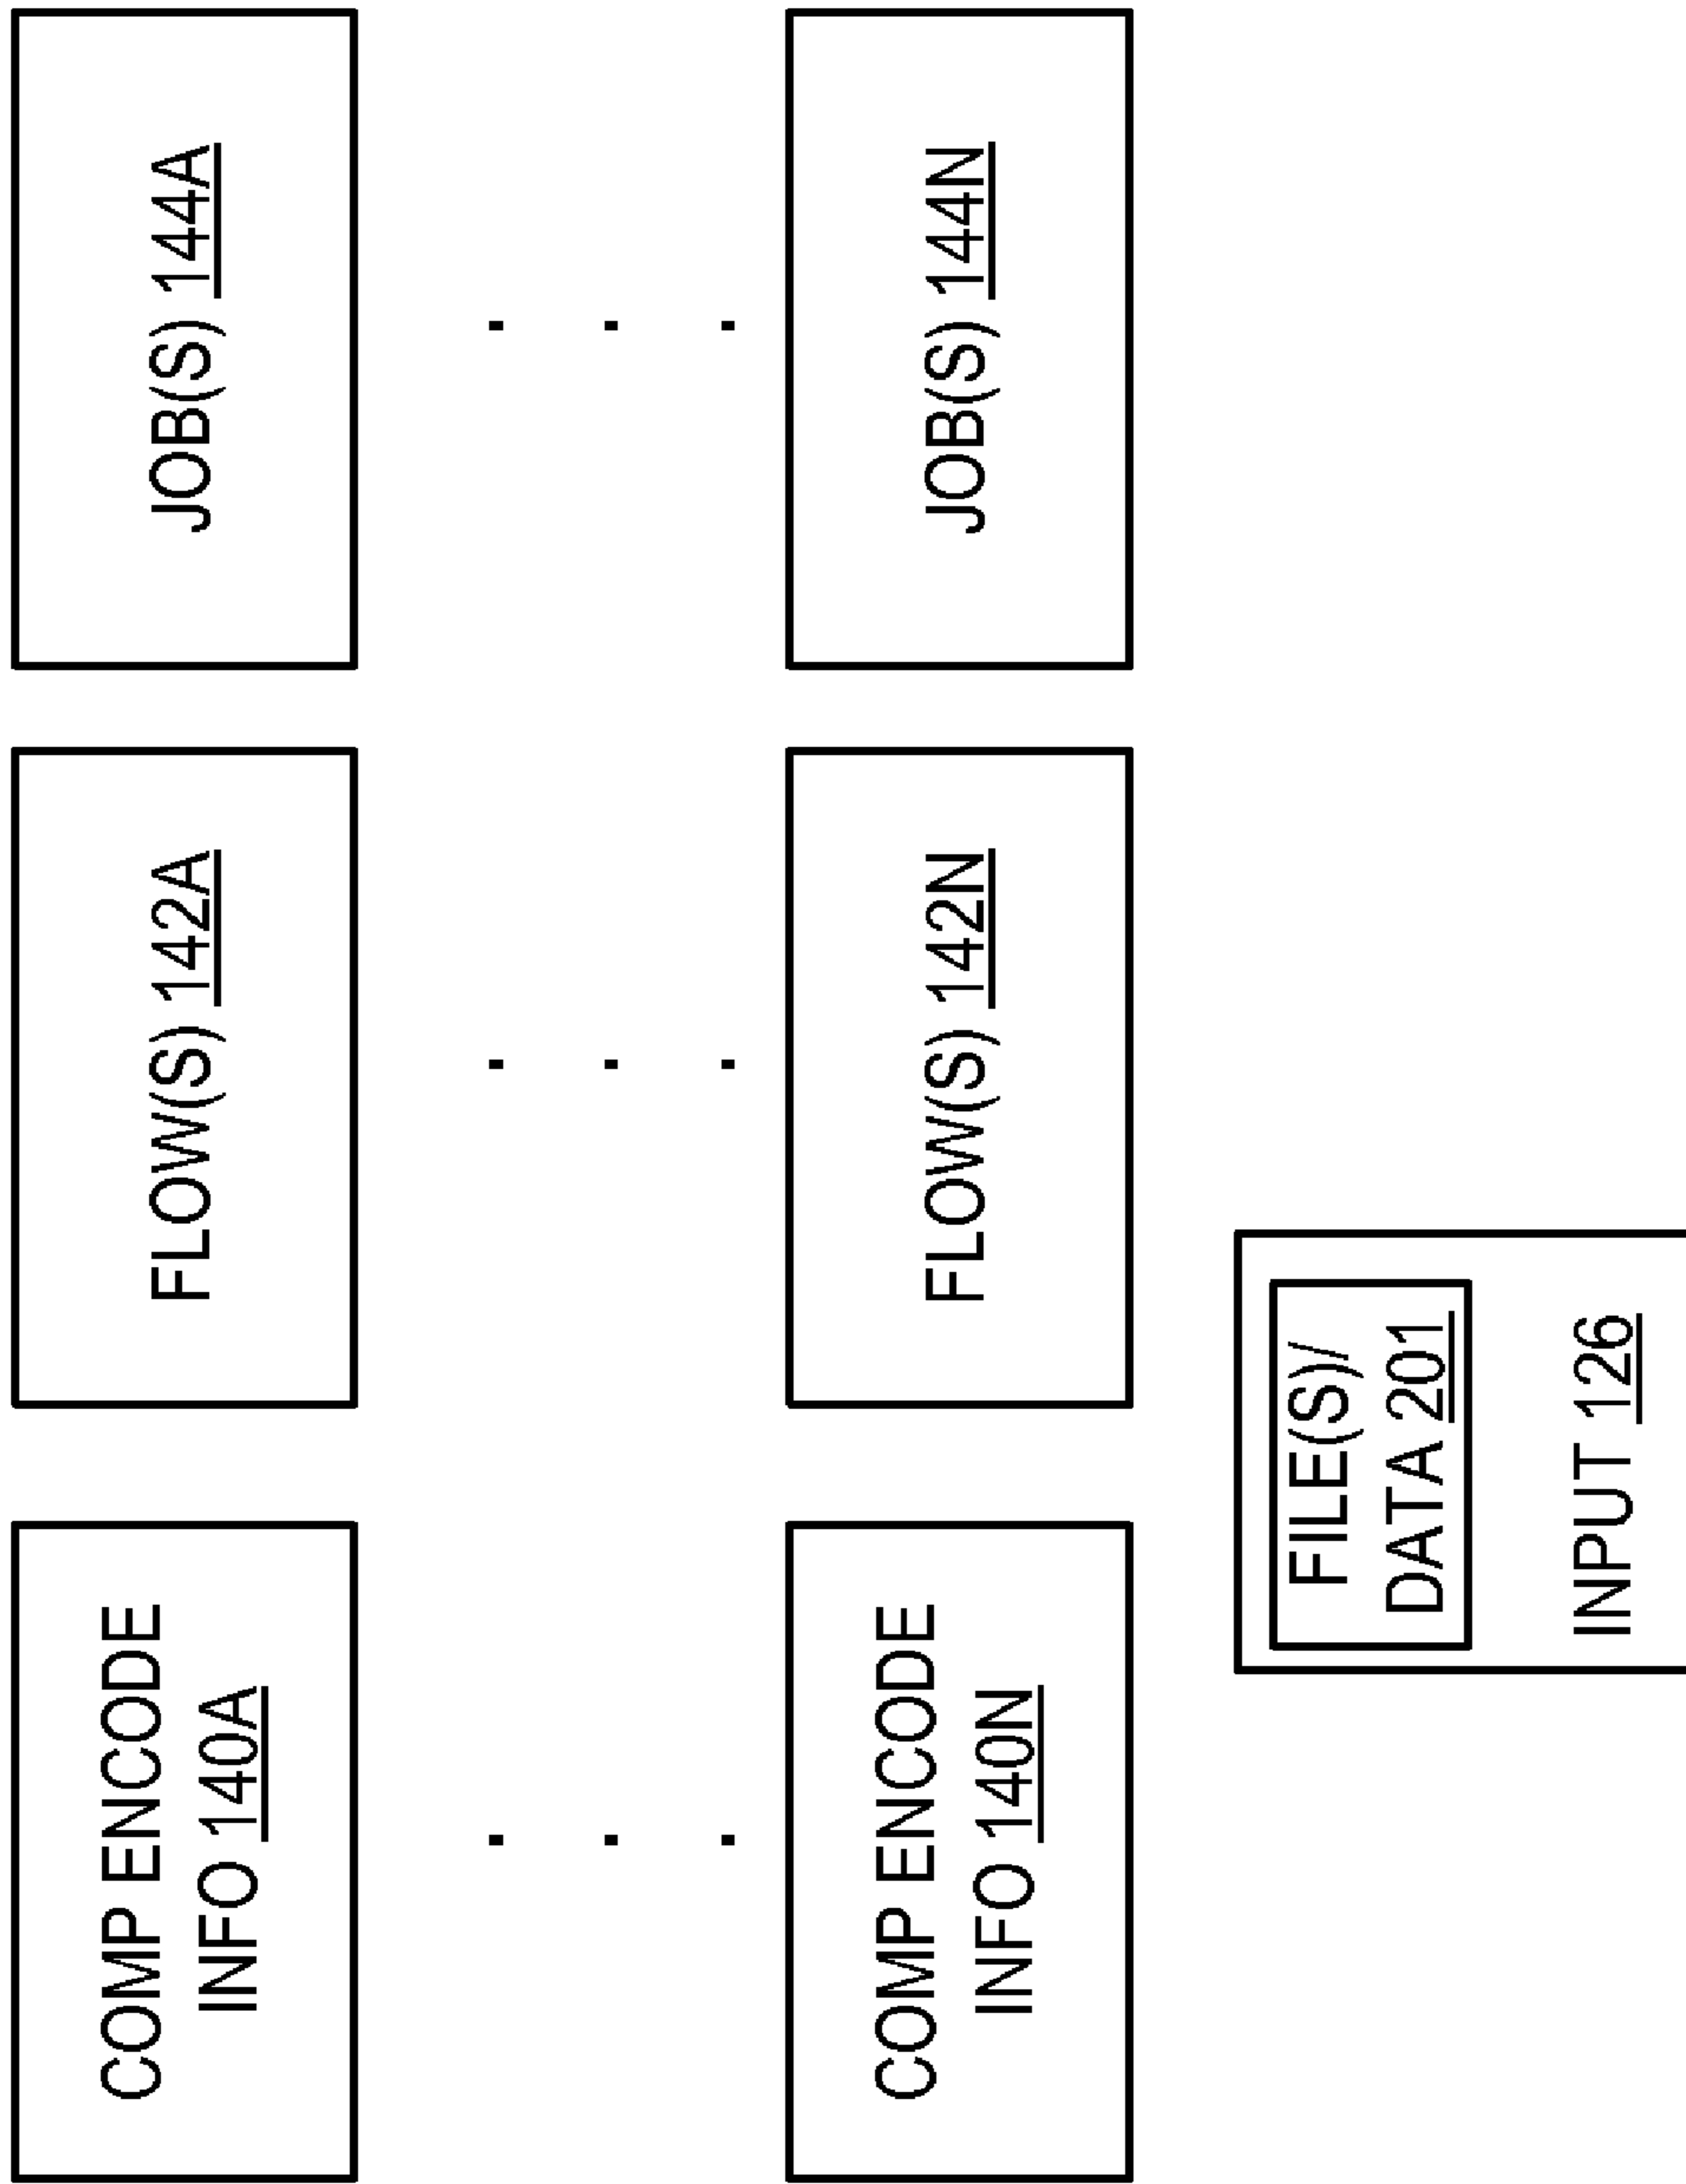 COMP ENCODE
INFO 140A
FLOW(S) 142A
JOB(S) 144A
COMP ENCODE
INFO 140N
FLOW(S) 142N
JOB(S) 144N
FILE(S)/
DATA 201
INPUT 126